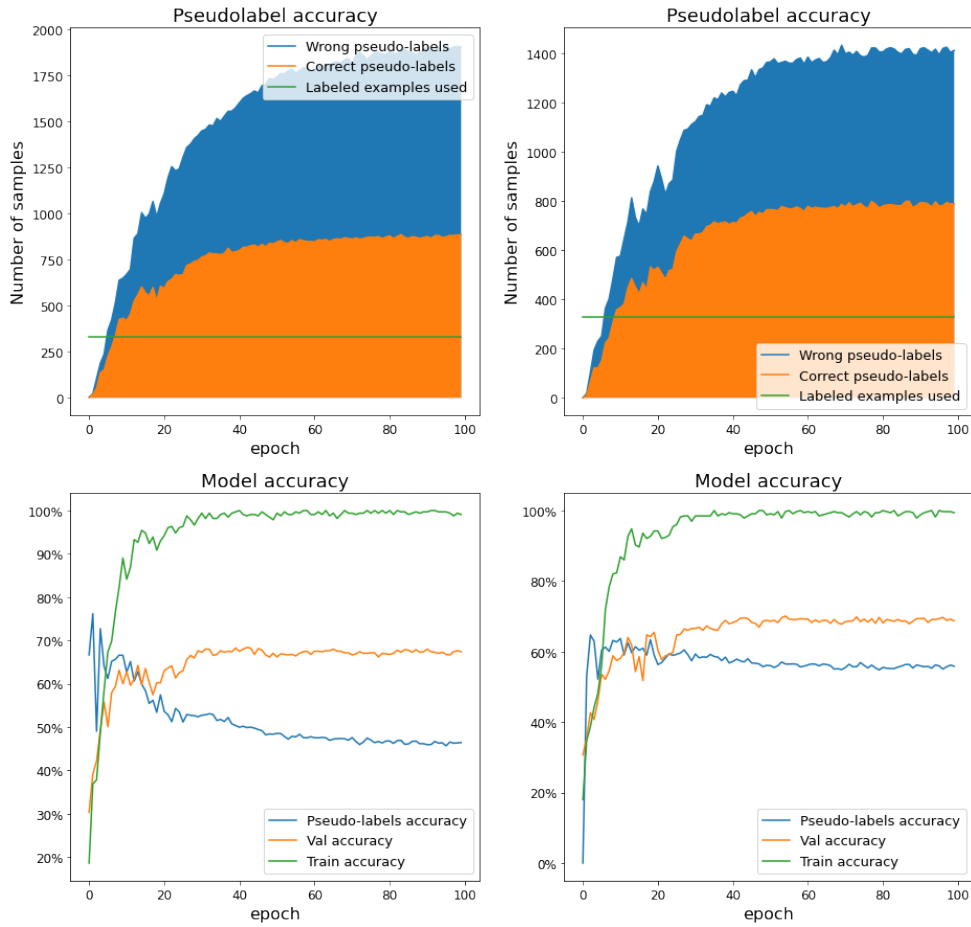 Pseudolabel accuracy
Number of samples
2000
1750
1500
1250
1000
750
500
250
0
Wrong pseudo-labels
Correct pseudo-labels
Labeled examples used
0 20 40 60 80 100
epoch
Pseudolabel accuracy
Number of samples
1400
1200
1000
800
600
400
200
0
Wrong pseudo-labels
Correct pseudo-labels
Labeled examples used
0 20 40 60 80 100
epoch
Model accuracy
100%
90%
80%
70%
60%
50%
40%
30%
20%
Pseudo-labels accuracy
Val accuracy
Train accuracy
0 20 40 60 80 100
epoch
Model accuracy
100%
80%
60%
40%
20%
0%
Pseudo-labels accuracy
Val accuracy
Train accuracy
0 20 40 60 80 100
epoch